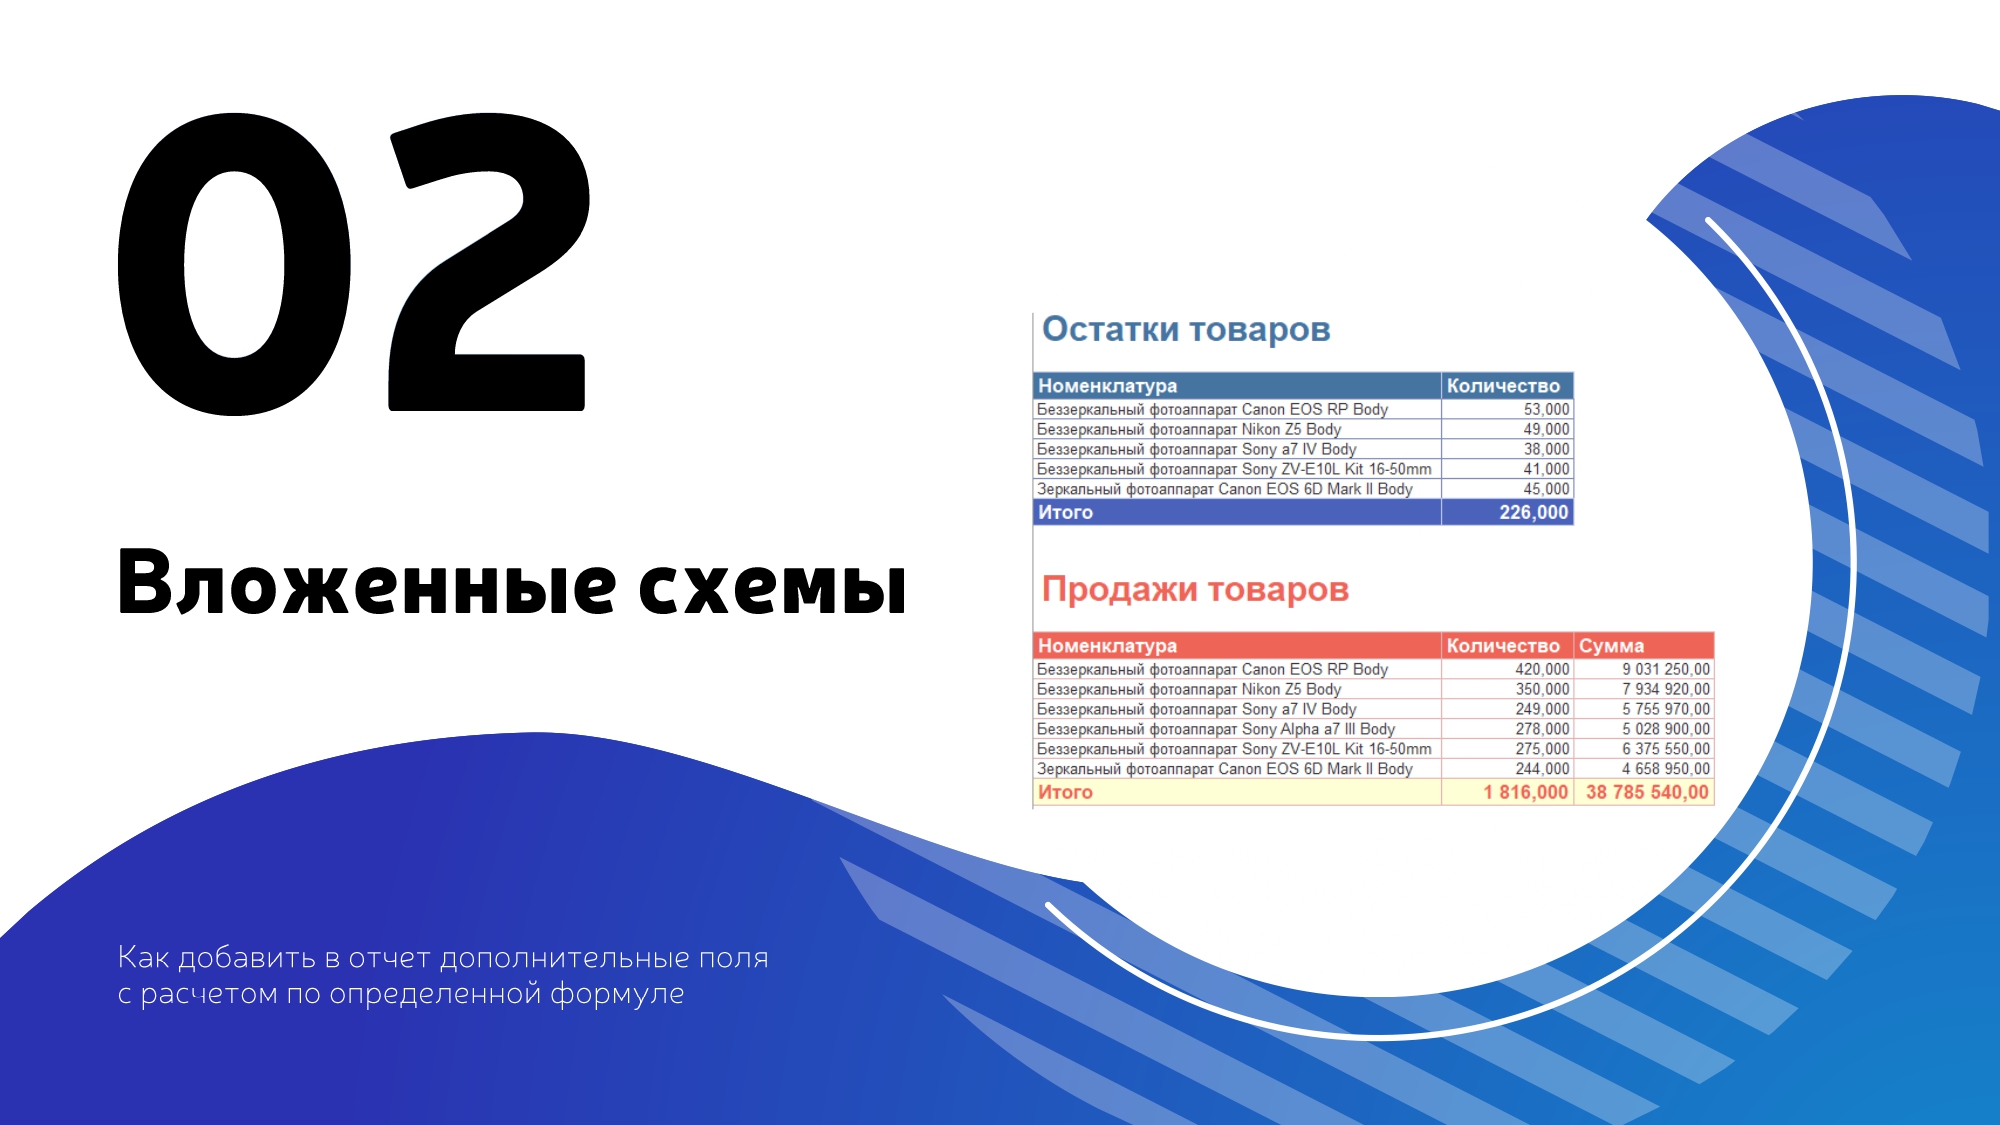 02
Вложенные схемы
Как добавить в отчет дополнительные поля
с расчетом по определенной формуле
Остатки товаров
Номенклатура Количество
Беззеркальный фотоаппарат Canon EOS RP Body 53,000
Беззеркальный фотоаппарат Nikon Z5 Body 49,000
Беззеркальный фотоаппарат Sony a7 IV Body 38,000
Беззеркальный фотоаппарат Sony ZV-E10L Kit 16-50mm 41,000
Зеркальный фотоаппарат Canon EOS 6D Mark II Body 45,000
Итого 226,000
Продажи товаров
Номенклатура Количество Сумма
Беззеркальный фотоаппарат Canon EOS RP Body 420,000 9 031 250,00
Беззеркальный фотоаппарат Nikon Z5 Body 350,000 7 934 920,00
Беззеркальный фотоаппарат Sony a7 IV Body 249,000 5 755 970,00
Беззеркальный фотоаппарат Sony Alpha a7 III Body 278,000 5 028 900,00
Беззеркальный фотоаппарат Sony ZV-E10L Kit 16-50mm 275,000 6 375 550,00
Зеркальный фотоаппарат Canon EOS 6D Mark II Body 244,000 4 658 950,00
Итого 1 816,000 38 785 540,00